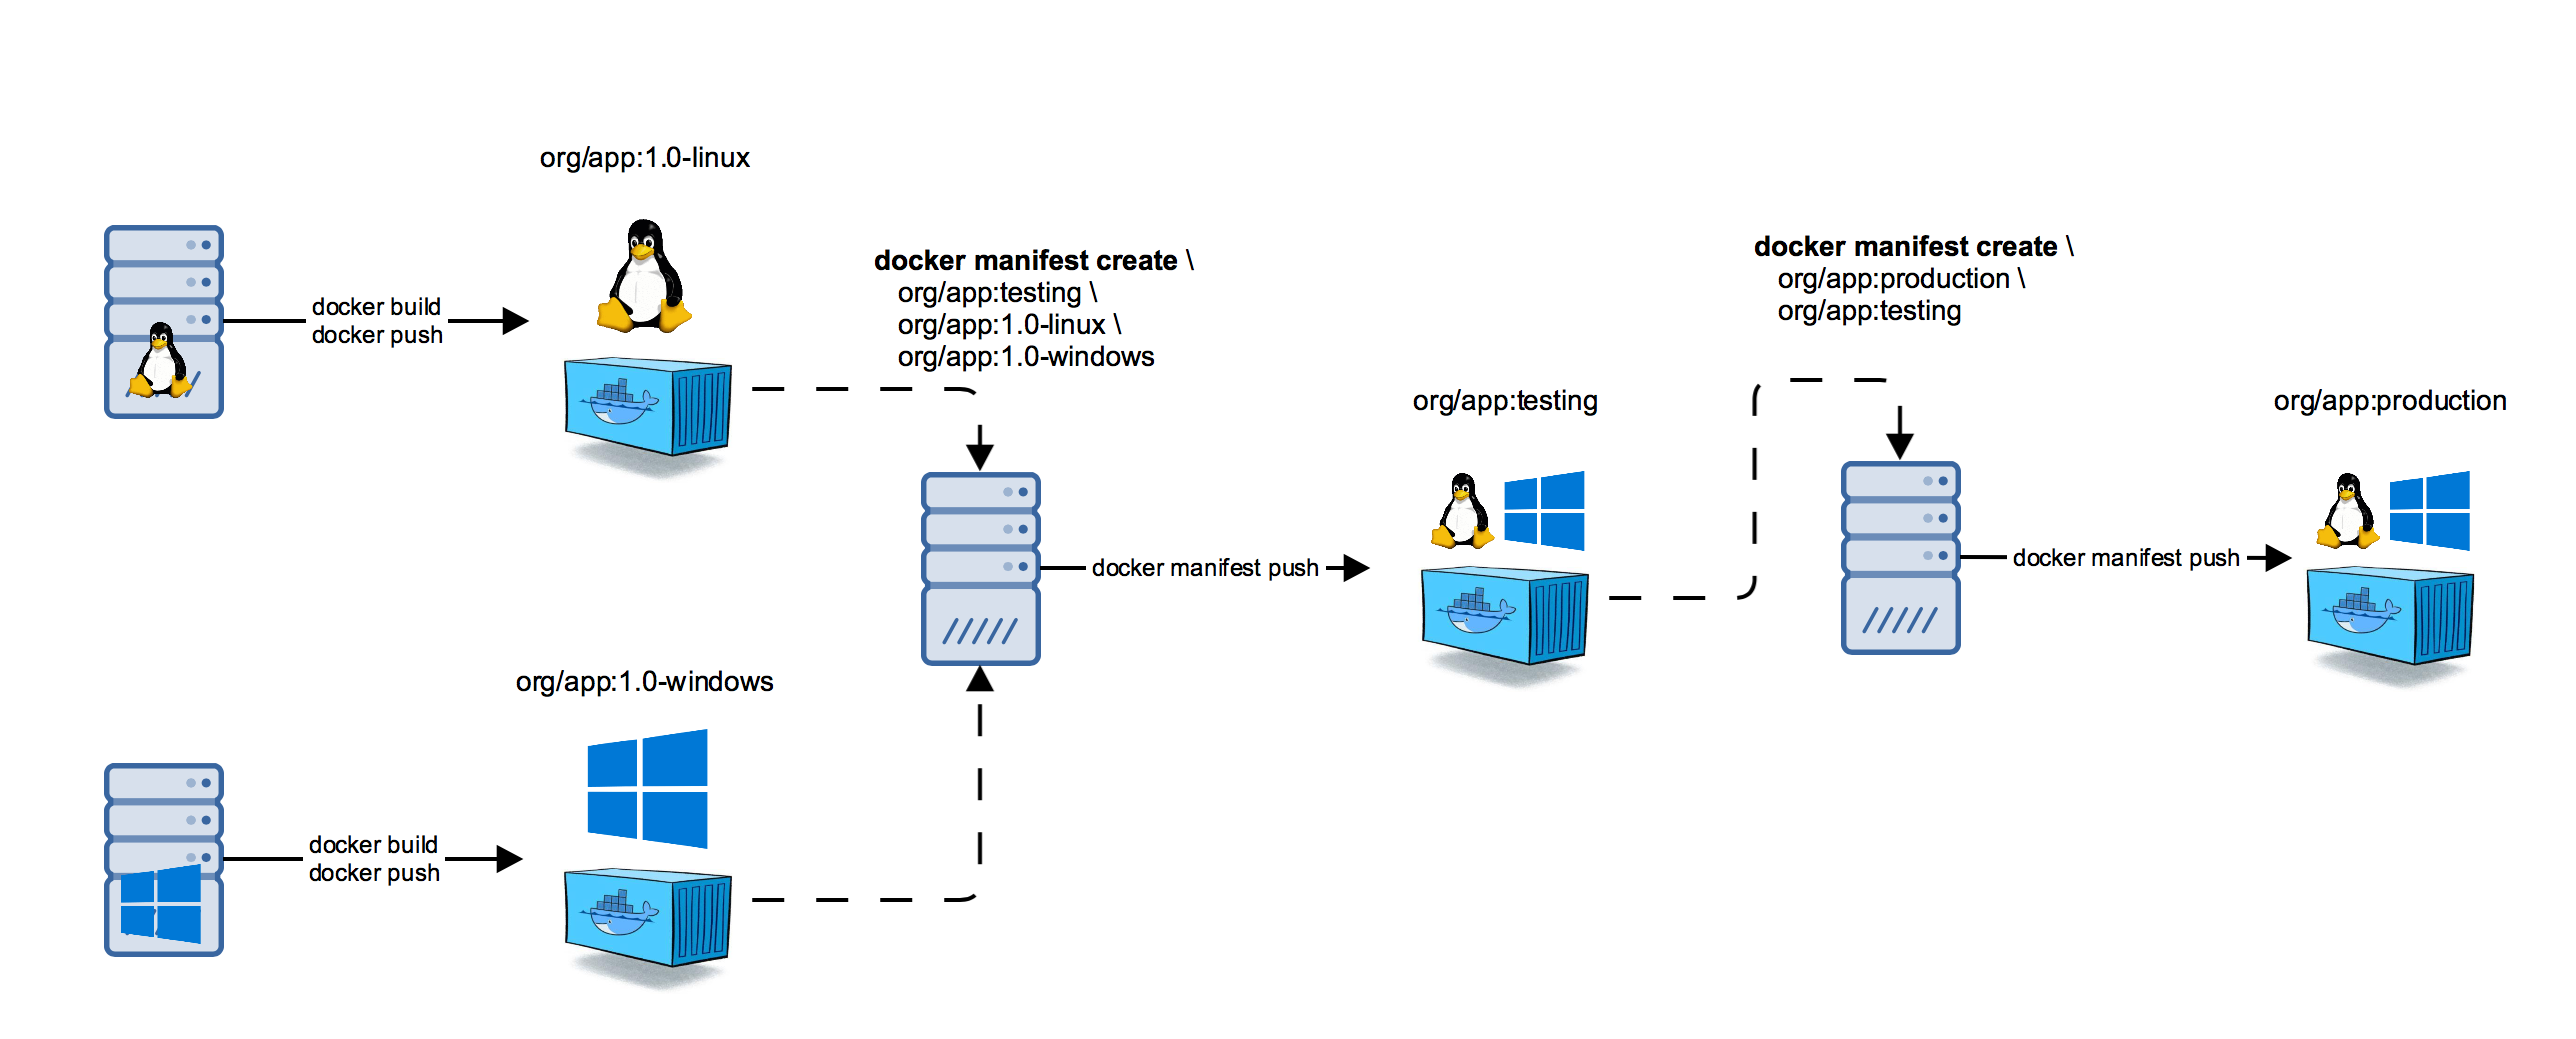 org/app:1.0-linux
docker build
docker push
docker manifest create \
org/app:testing \
org/app:1.0-linux \
org/app:1.0-windows
docker manifest create \
org/app:production \
org/app:testing
org/app:testing
org/app:production
docker manifest push
docker manifest push
org/app:1.0-windows
docker build
docker push